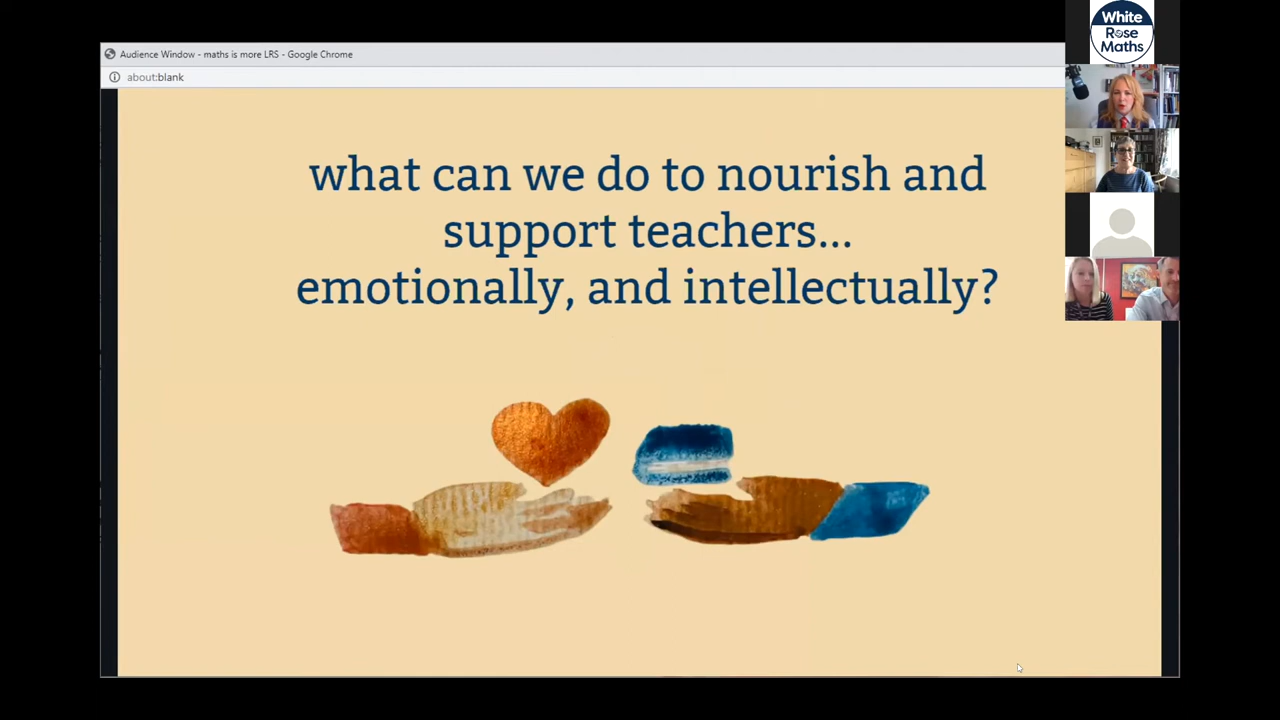 Audience Window - maths is more LRS - Google Chrome
about:blank
what can we do to nourish and
support teachers...
emotionally, and intellectually?
White
Rose
Maths